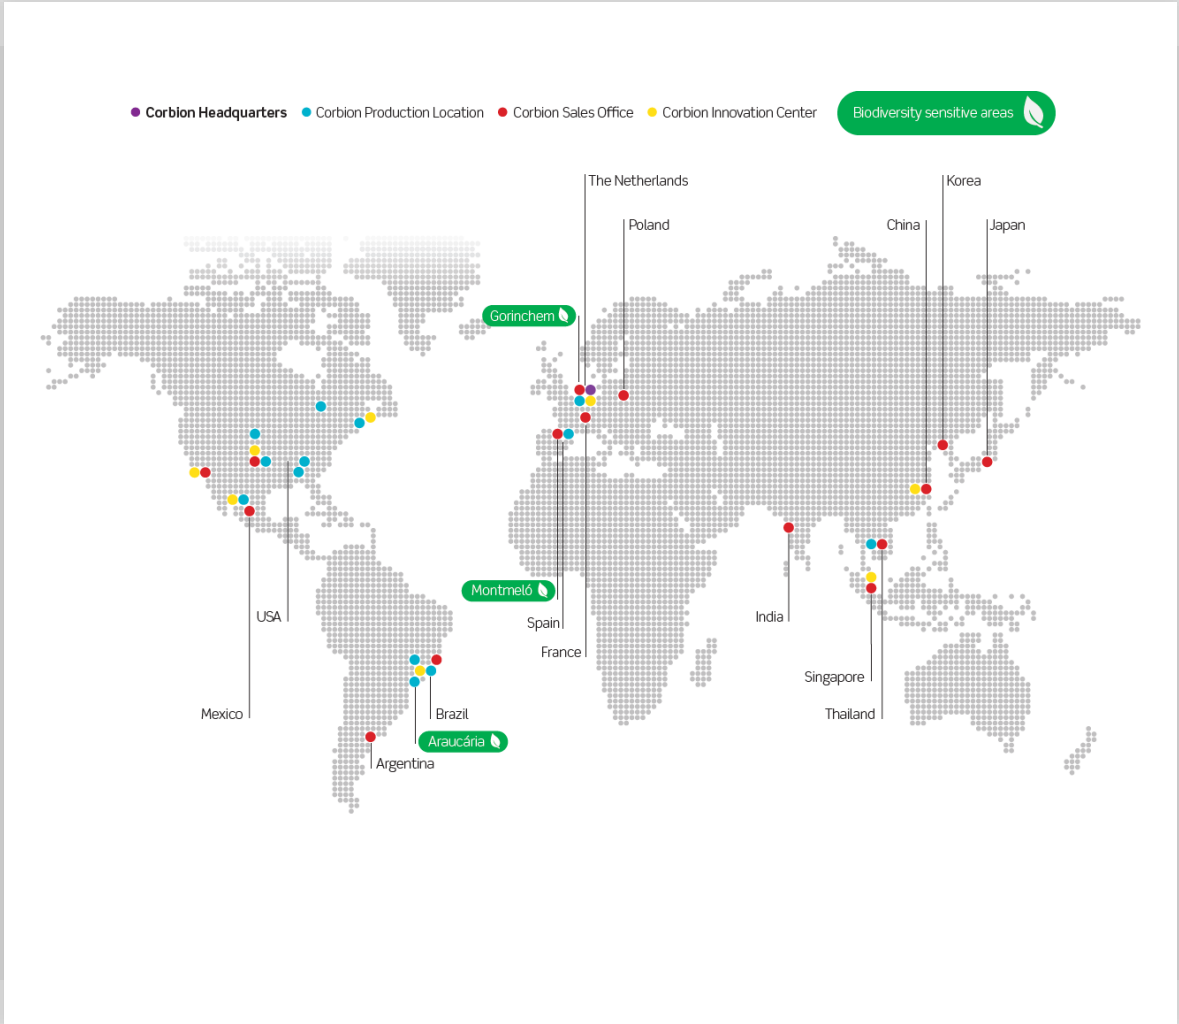 Corbion Headquarters
Corbion Production Location
Corbion Sales Office
Corbion Innovation Center
Biodiversity sensitive areas
The Netherlands
Korea
Poland
China
Japan
Gorinchem
Montmeló
USA
Spain
India
France
Singapore
Mexico
Brazil
Thailand
Araucária
Argentina